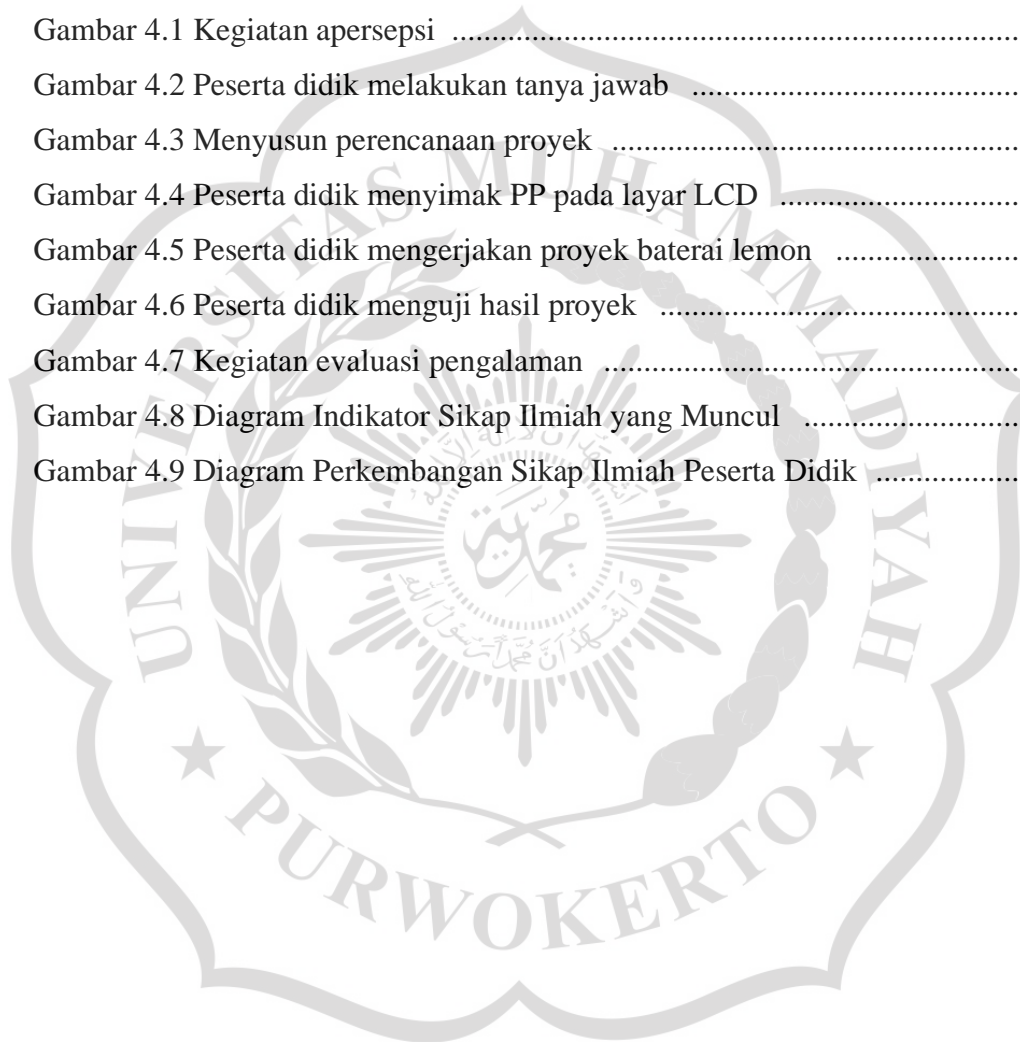 Gambar 4.1 Kegiatan apersepsi ........................................................................................
Gambar 4.2 Peserta didik melakukan tanya jawab ..................................................
Gambar 4.3 Menyusun perencanaan proyek ..............................................................
Gambar 4.4 Peserta didik menyimak PP pada layar LCD ....................................
Gambar 4.5 Peserta didik mengerjakan proyek baterai lemon ...........................
Gambar 4.6 Peserta didik menguji hasil proyek ......................................................
Gambar 4.7 Kegiatan evaluasi pengalaman ...............................................................
Gambar 4.8 Diagram Indikator Sikap Ilmiah yang Muncul ................................
Gambar 4.9 Diagram Perkembangan Sikap Ilmiah Peserta Didik .....................
UNIVERSITAS MUHAMMADIYAH
PURWOKERTO